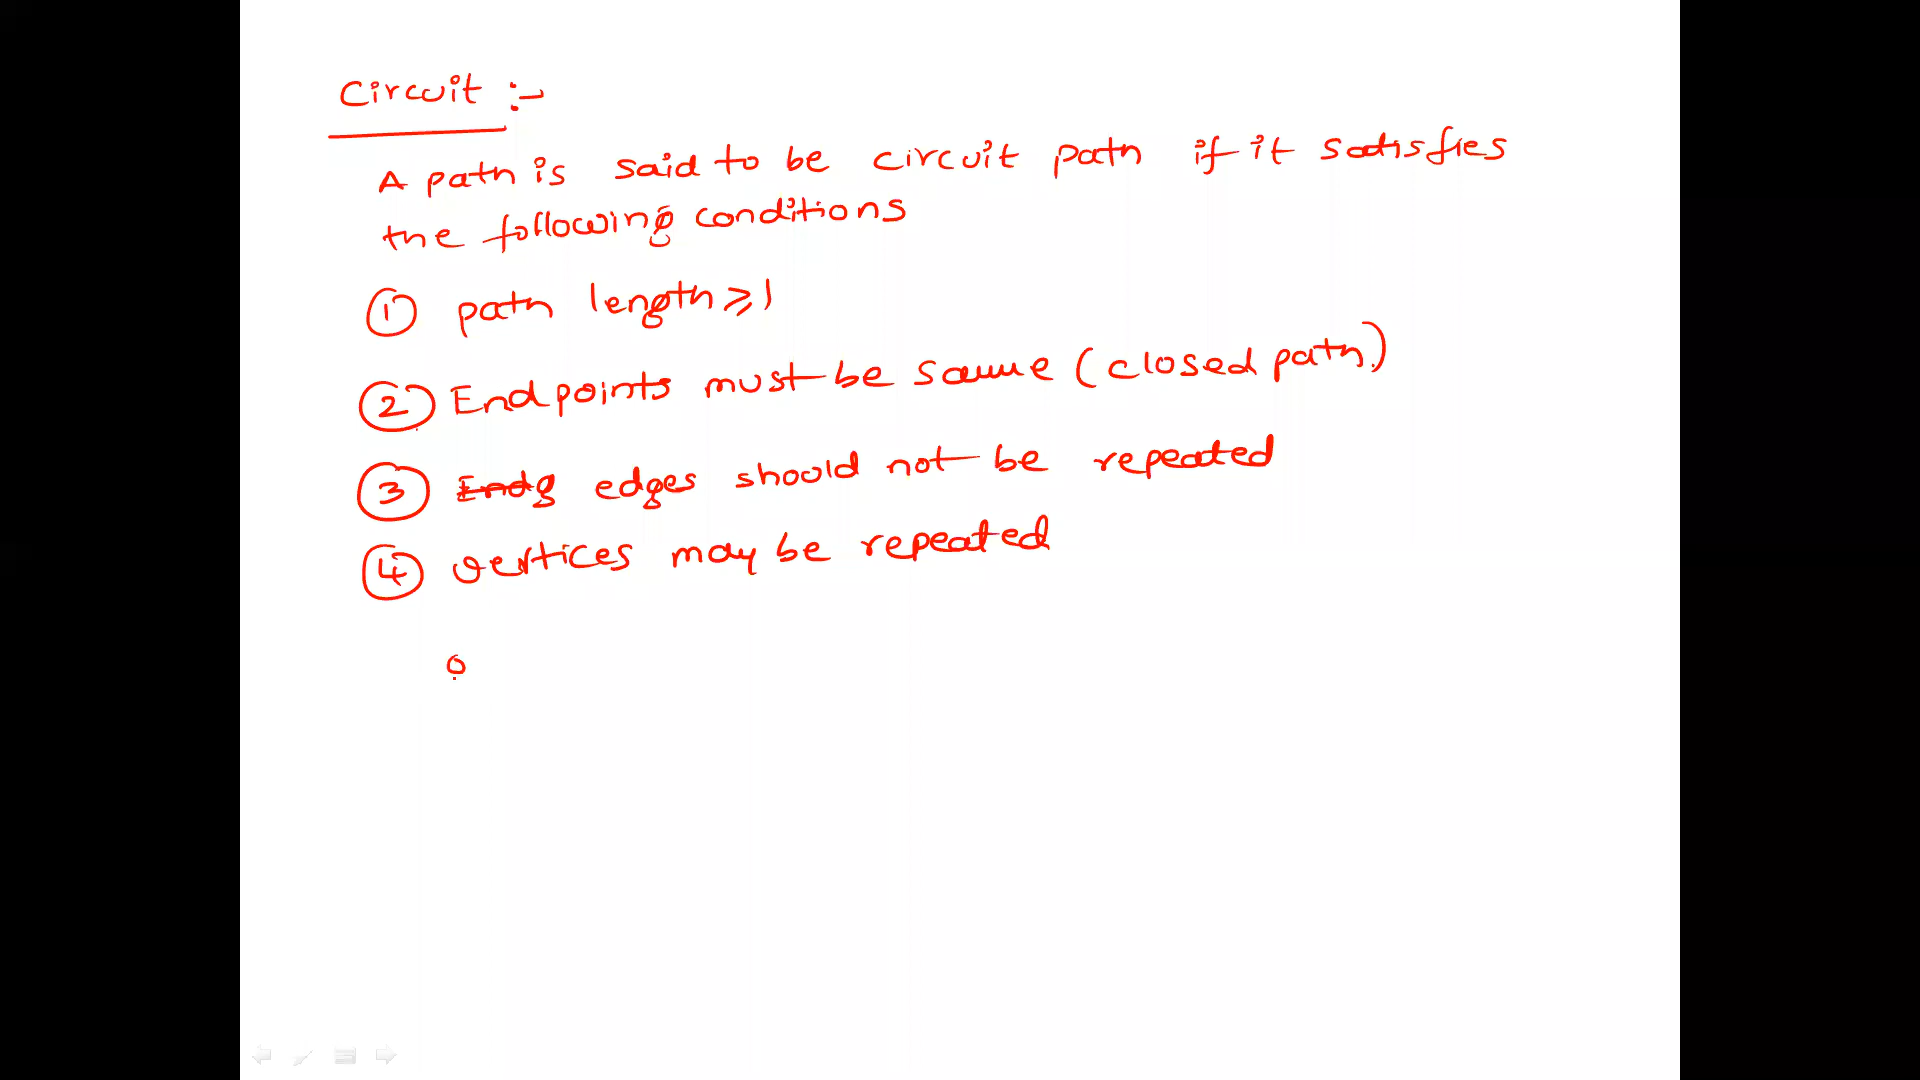 Circuit :-
A path is said to be circuit path if it satisfies
the following conditions
① path length ≥ 1
② Endpoints must be same (closed path)
③ Endg edges should not be repeated
④ vertices may be repeated